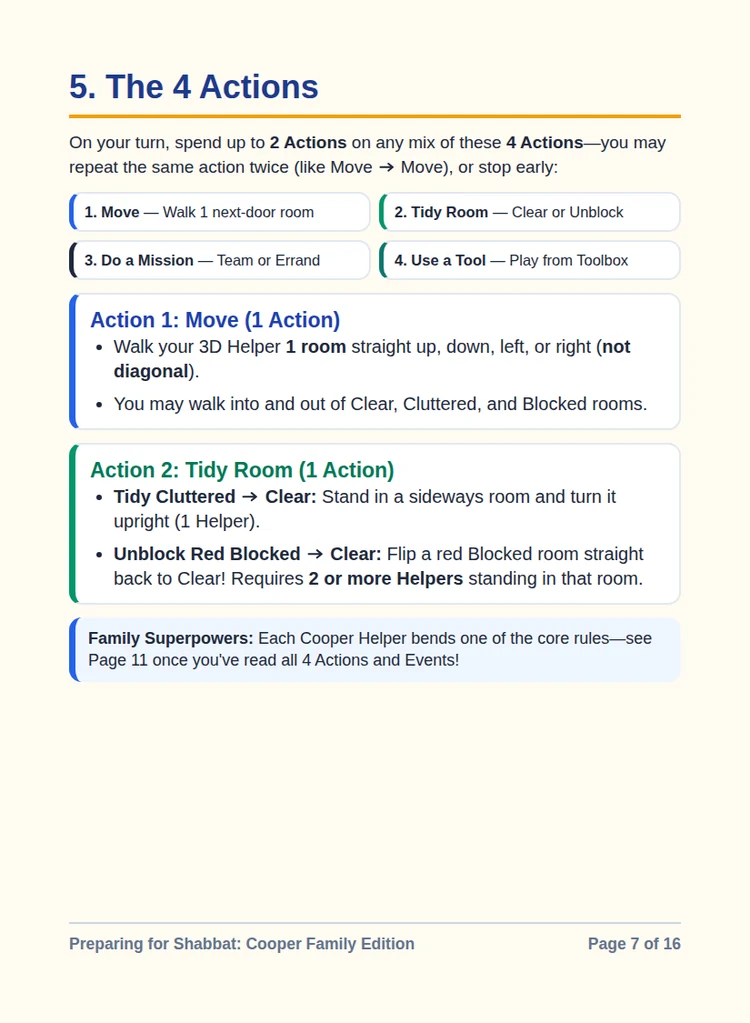 5. The 4 Actions
On your turn, spend up to 2 Actions on any mix of these 4 Actions—you may
repeat the same action twice (like Move → Move), or stop early:
1. Move — Walk 1 next-door room
2. Tidy Room — Clear or Unblock
3. Do a Mission — Team or Errand
4. Use a Tool — Play from Toolbox
Action 1: Move (1 Action)
• Walk your 3D Helper 1 room straight up, down, left, or right (not
diagonal).
• You may walk into and out of Clear, Cluttered, and Blocked rooms.
Action 2: Tidy Room (1 Action)
• Tidy Cluttered → Clear: Stand in a sideways room and turn it
upright (1 Helper).
• Unblock Red Blocked → Clear: Flip a red Blocked room straight
back to Clear! Requires 2 or more Helpers standing in that room.
Family Superpowers: Each Cooper Helper bends one of the core rules—see
Page 11 once you've read all 4 Actions and Events!
Preparing for Shabbat: Cooper Family Edition
Page 7 of 16